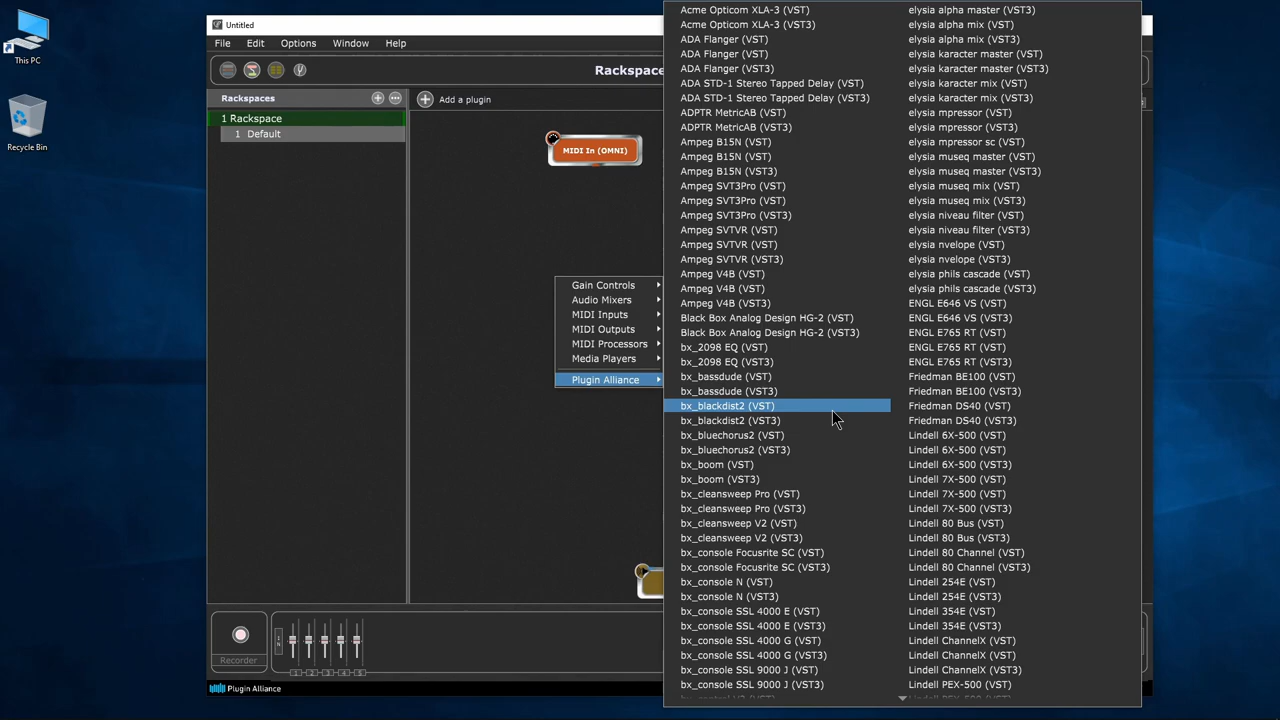 This PC
Recycle Bin
Untitled
File Edit Options Window Help
Rackspace
Rackspaces
Add a plugin
1 Rackspace
1 Default
MIDI In (OMNI)
Gain Controls
Audio Mixers
MIDI Inputs
MIDI Outputs
MIDI Processors
Media Players
Plugin Alliance
Acme Opticom XLA-3 (VST)
Acme Opticom XLA-3 (VST3)
ADA Flanger (VST)
ADA Flanger (VST)
ADA Flanger (VST3)
ADA STD-1 Stereo Tapped Delay (VST)
ADA STD-1 Stereo Tapped Delay (VST3)
ADPTR MetricAB (VST)
ADPTR MetricAB (VST3)
Ampeg B15N (VST)
Ampeg B15N (VST)
Ampeg B15N (VST3)
Ampeg SVT3Pro (VST)
Ampeg SVT3Pro (VST)
Ampeg SVT3Pro (VST3)
Ampeg SVTVR (VST)
Ampeg SVTVR (VST)
Ampeg SVTVR (VST3)
Ampeg V4B (VST)
Ampeg V4B (VST)
Ampeg V4B (VST3)
Black Box Analog Design HG-2 (VST)
Black Box Analog Design HG-2 (VST3)
bx_2098 EQ (VST)
bx_2098 EQ (VST3)
bx_bassdude (VST)
bx_bassdude (VST3)
bx_blackdist2 (VST)
bx_blackdist2 (VST3)
bx_bluechorus2 (VST)
bx_bluechorus2 (VST3)
bx_boom (VST)
bx_boom (VST3)
bx_cleansweep Pro (VST)
bx_cleansweep Pro (VST3)
bx_cleansweep V2 (VST)
bx_cleansweep V2 (VST3)
bx_console Focusrite SC (VST)
bx_console Focusrite SC (VST3)
bx_console N (VST)
bx_console N (VST3)
bx_console SSL 4000 E (VST)
bx_console SSL 4000 E (VST3)
bx_console SSL 4000 G (VST)
bx_console SSL 4000 G (VST3)
bx_console SSL 9000 J (VST)
bx_console SSL 9000 J (VST3)
elysia alpha master (VST3)
elysia alpha mix (VST)
elysia alpha mix (VST3)
elysia karacter master (VST)
elysia karacter master (VST3)
elysia karacter mix (VST)
elysia karacter mix (VST3)
elysia mpressor (VST)
elysia mpressor (VST3)
elysia mpressor sc (VST)
elysia museq master (VST)
elysia museq master (VST3)
elysia museq mix (VST)
elysia museq mix (VST3)
elysia niveau filter (VST)
elysia niveau filter (VST3)
elysia nvelope (VST)
elysia nvelope (VST3)
elysia phils cascade (VST)
elysia phils cascade (VST3)
ENGL E646 VS (VST)
ENGL E646 VS (VST3)
ENGL E765 RT (VST)
ENGL E765 RT (VST)
ENGL E765 RT (VST3)
Friedman BE100 (VST)
Friedman BE100 (VST3)
Friedman DS40 (VST)
Friedman DS40 (VST3)
Lindell 6X-500 (VST)
Lindell 6X-500 (VST)
Lindell 6X-500 (VST3)
Lindell 7X-500 (VST)
Lindell 7X-500 (VST)
Lindell 7X-500 (VST3)
Lindell 80 Bus (VST)
Lindell 80 Bus (VST3)
Lindell 80 Channel (VST)
Lindell 80 Channel (VST3)
Lindell 254E (VST)
Lindell 254E (VST3)
Lindell 354E (VST)
Lindell 354E (VST3)
Lindell ChannelX (VST)
Lindell ChannelX (VST)
Lindell ChannelX (VST3)
Lindell PEX-500 (VST)
Recorder
IN
1 2 3 4 5
Plugin Alliance